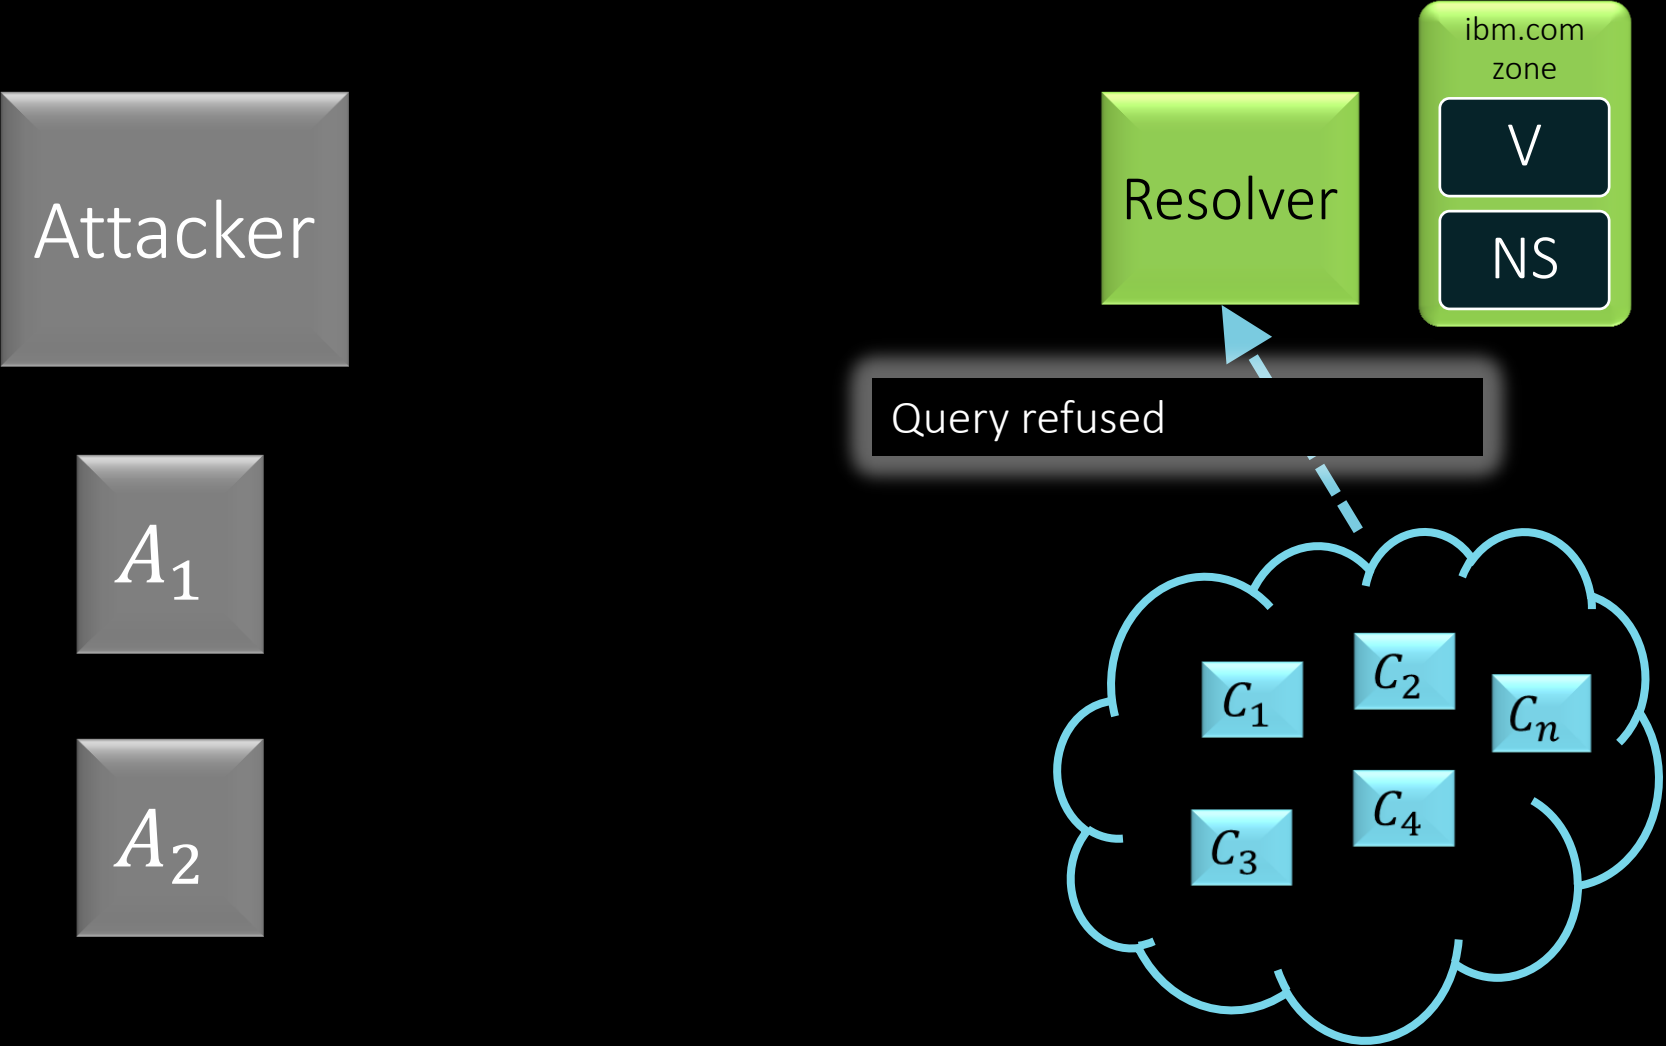 ibm.com
zone
V
NS
Attacker
Resolver
Query refused
A₁
A₂
C₁
C₂
Cₙ
C₃
C₄